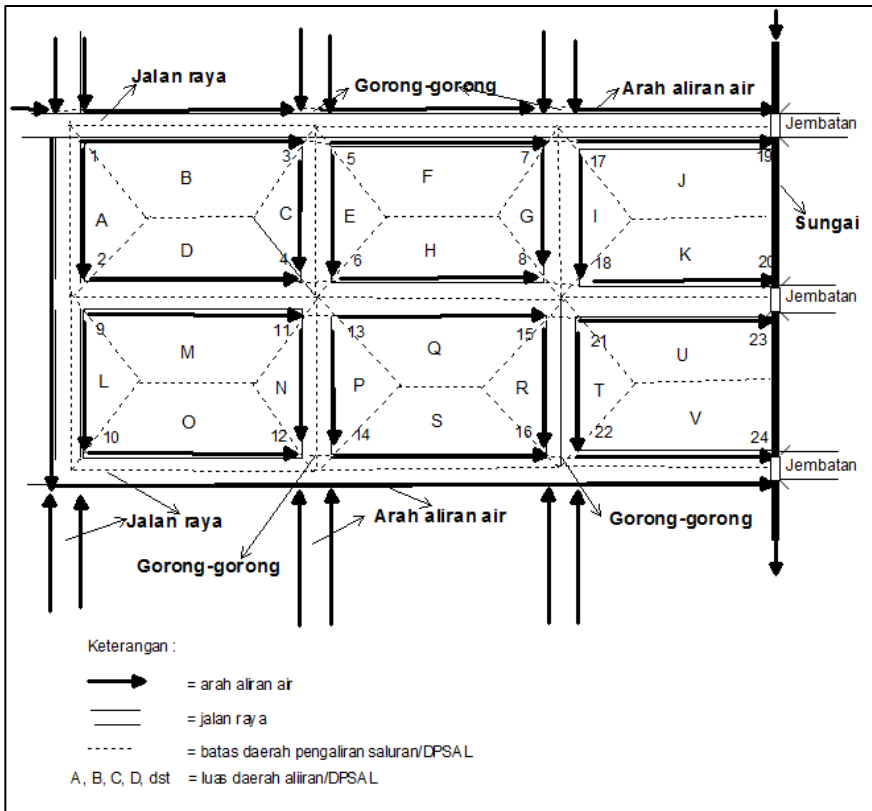 Jalan raya
Gorong-gorong
Arah aliran air
Jembatan
1
3
5
7
17
19
B
F
J
A
C
E
G
I
Sungai
D
H
K
2
4
6
8
18
20
Jembatan
9
11
13
15
21
23
M
Q
U
L
N
P
R
T
O
S
V
10
12
14
16
22
24
Jembatan
Jalan raya
Arah aliran air
Gorong-gorong
Gorong-gorong
Keterangan :
= arah aliran air
= jalan raya
= batas daerah pengaliran saluran/DPSAL
A, B, C, D, dst = luas daerah aliiran/DPSAL